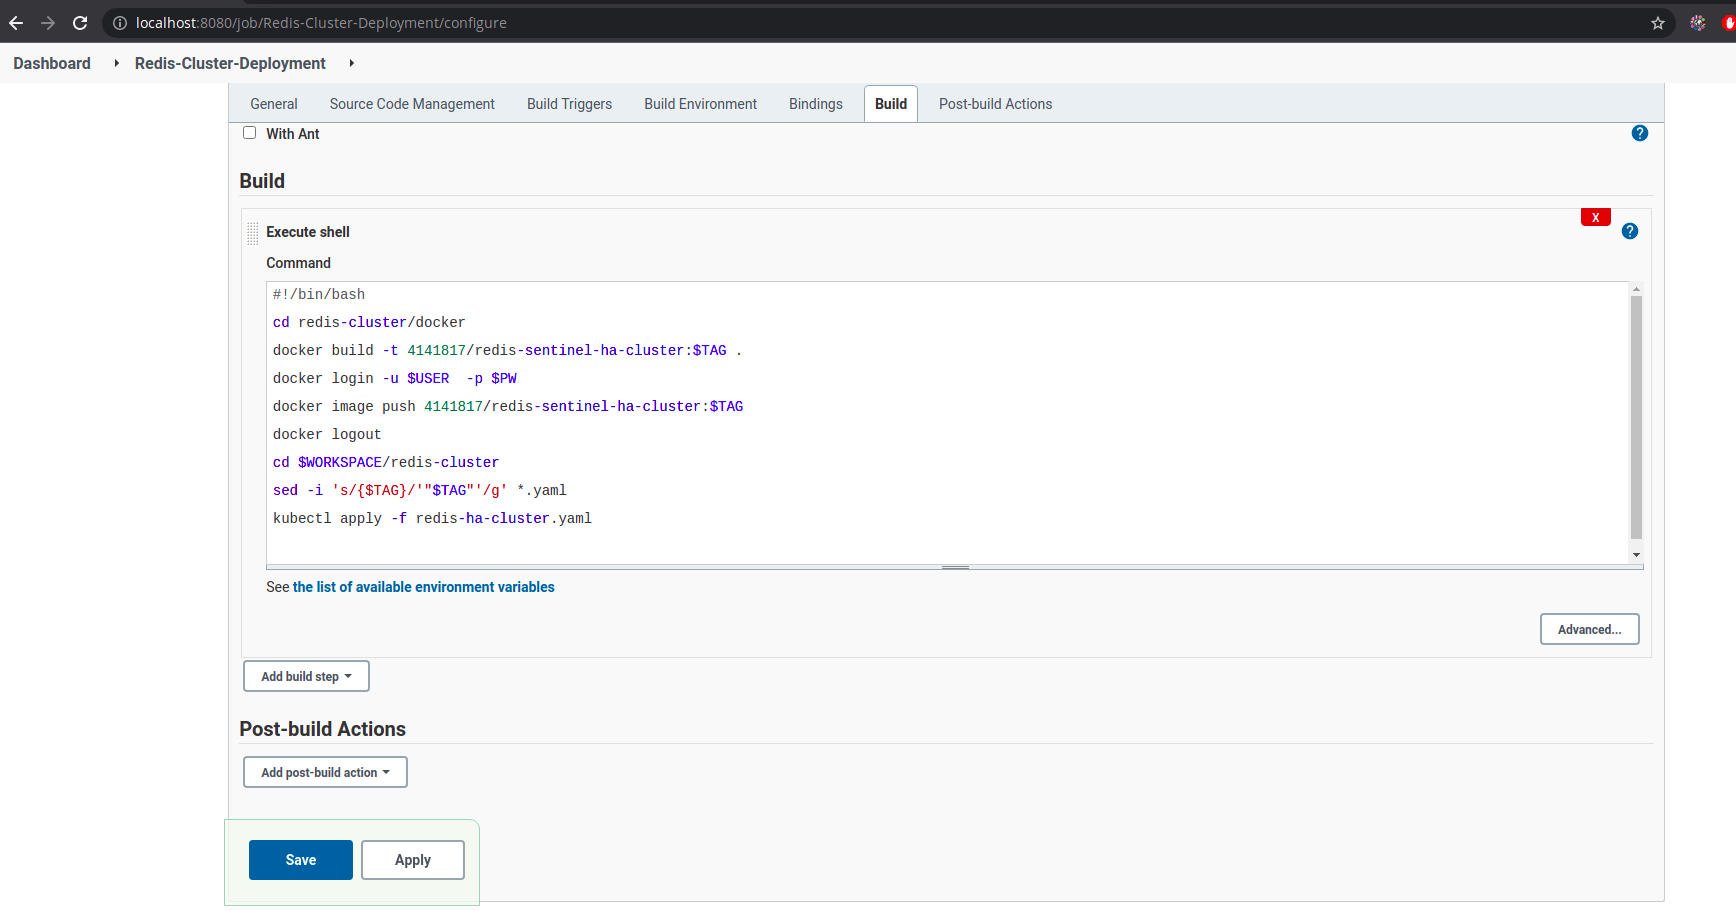 localhost:8080/job/Redis-Cluster-Deployment/configure
Dashboard Redis-Cluster-Deployment
General Source Code Management Build Triggers Build Environment Bindings Build Post-build Actions
With Ant ?
Build
X
Execute shell ?
Command
#!/bin/bash
cd redis-cluster/docker
docker build -t 4141817/redis-sentinel-ha-cluster:$TAG .
docker login -u $USER  -p $PW
docker image push 4141817/redis-sentinel-ha-cluster:$TAG
docker logout
cd $WORKSPACE/redis-cluster
sed -i 's/{$TAG}/'"$TAG"'/g' *.yaml
kubectl apply -f redis-ha-cluster.yaml
See the list of available environment variables
Advanced...
Add build step
Post-build Actions
Add post-build action
Save Apply